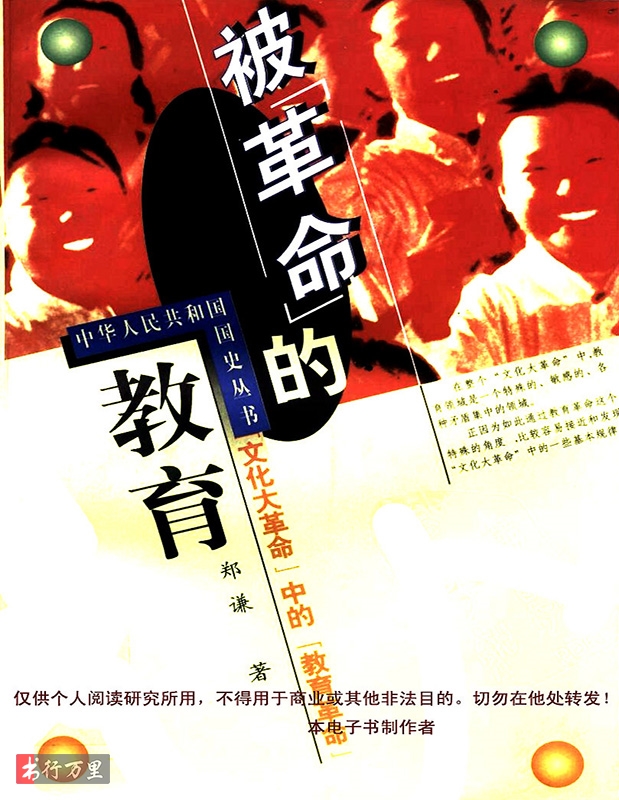 被「革命」的
教育
中华人民共和国
国史丛书
「文化大革命」中的「教育革命」
郑谦 著
在整个“文化大革命”中,教
育领域是一个特殊的、敏感的、各
种矛盾集中的领域。
正因为如此通过教育革命这个
特殊的角度,比较容易接近和发现
“文化大革命”中的一些基本规律
仅供个人阅读研究所用，不得用于商业或其他非法目的。切勿在他处转发！
本电子书制作者
书行万里